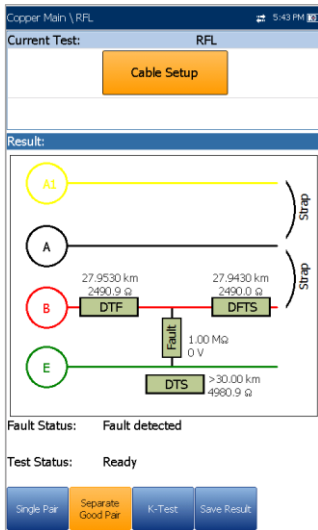 Copper Main \ RFL 5:43 PM
Current Test: RFL
Cable Setup
Result:
A1
Strap
A
Strap
27.9530 km 27.9430 km
2490.9 Ω 2490.0 Ω
B DTF DFTS
Fault
1.00 MΩ
0 V
E
DTS >30.00 km
4980.9 Ω
Fault Status: Fault detected
Test Status: Ready
Single Pair
Separate
Good Pair
K-Test
Save Result